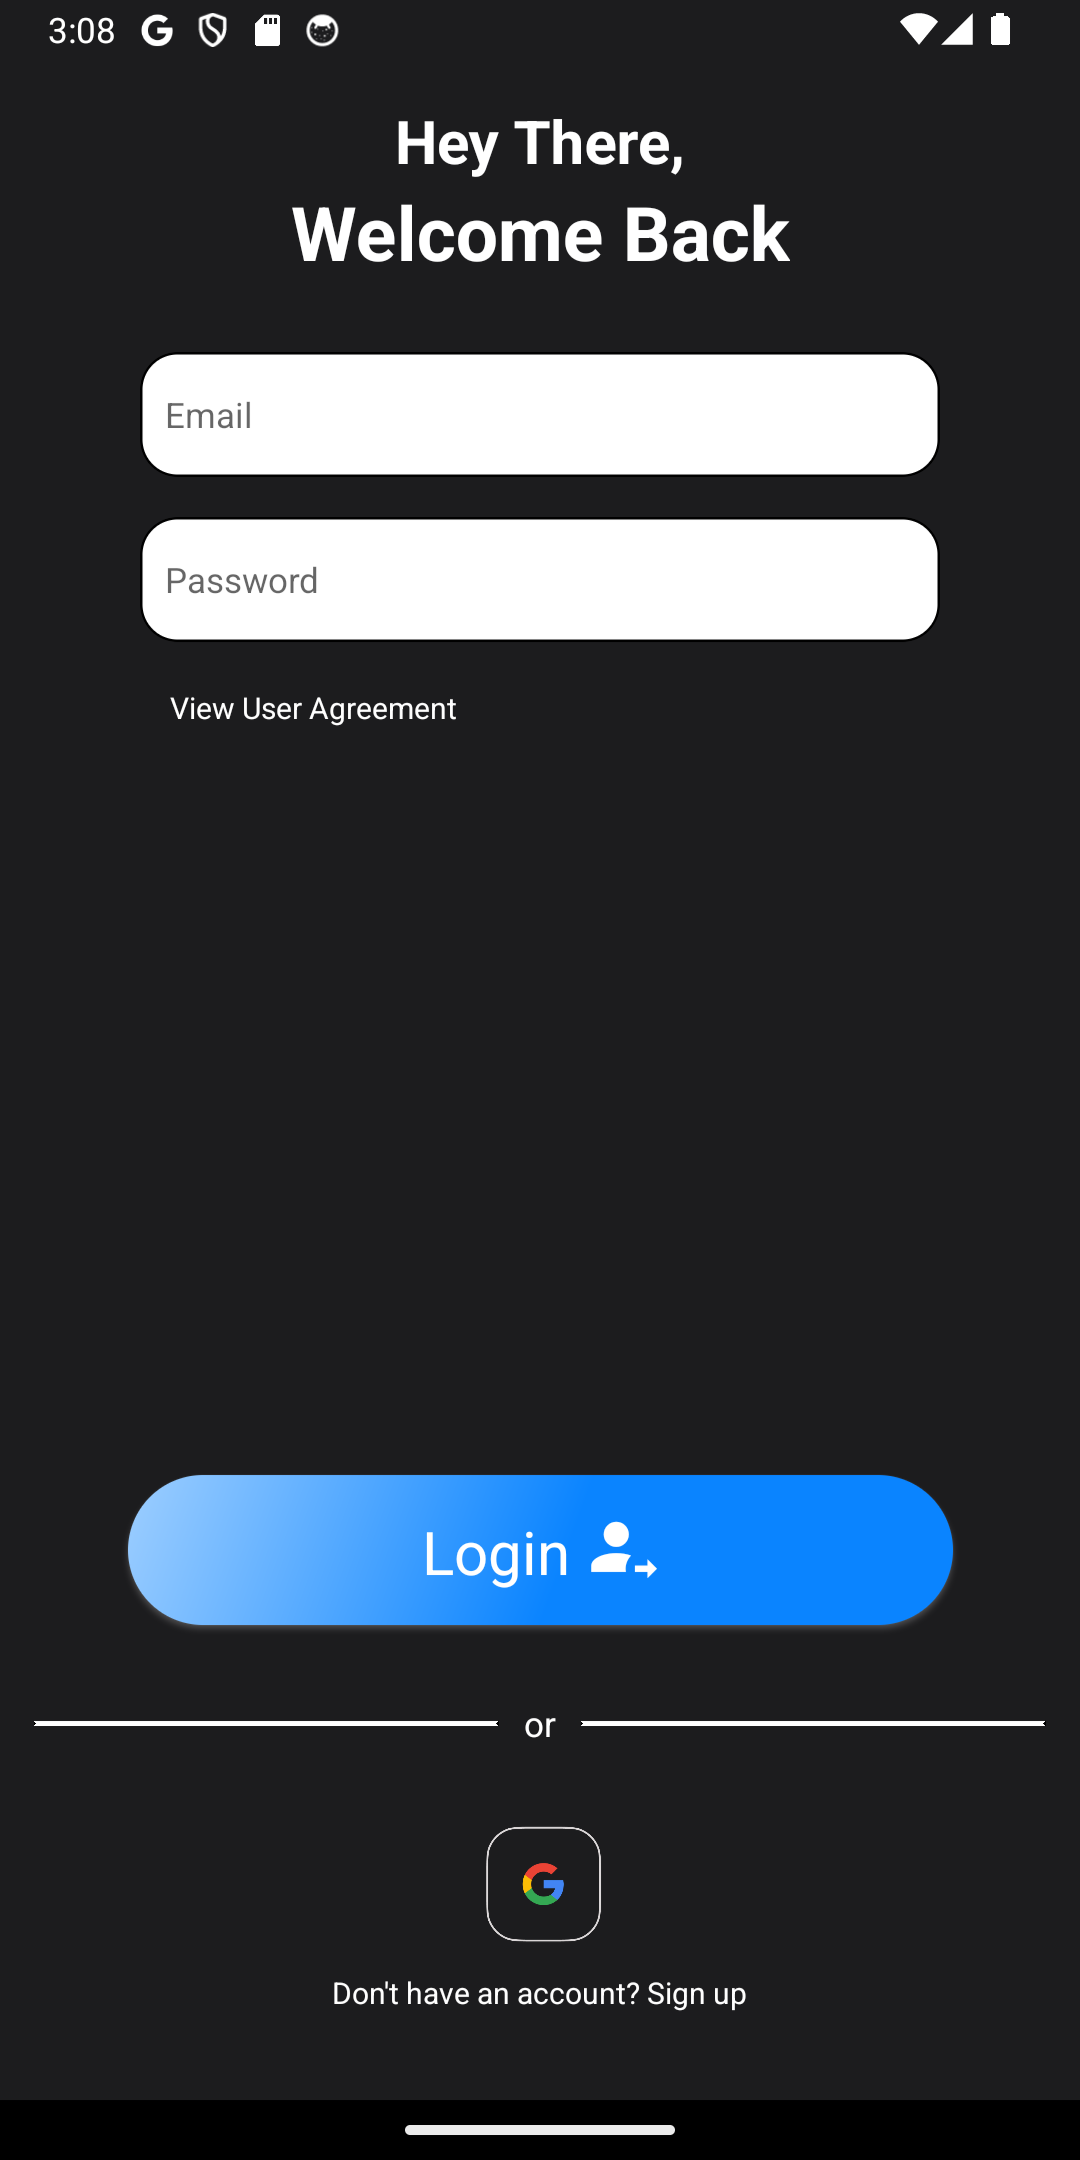 3:08
Hey There,
Welcome Back
Email
Password
View User Agreement
Login
or
Don't have an account? Sign up